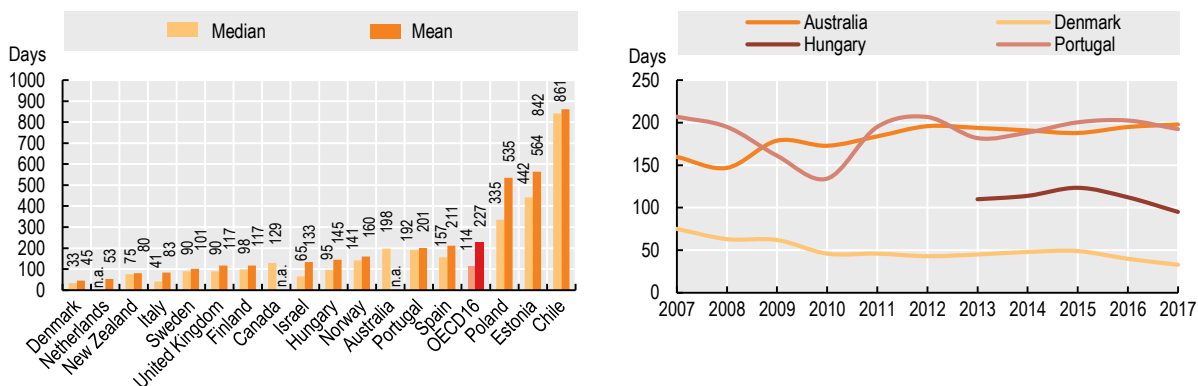 Median Mean
Days
1000
900
800
700
600
500
400
300
200
100
0
33 45 n.a. 53 75 80 41 83 90 101 90 117 98 117 129 n.a. 65 133 95 145 141 160 198 n.a. 192 201 157 211 114 227 335 535 442 564 842 861
Denmark
Netherlands
New Zealand
Italy
Sweden
United Kingdom
Finland
Canada
Israel
Hungary
Norway
Australia
Portugal
Spain
OECD16
Poland
Estonia
Chile
Australia Denmark
Hungary Portugal
Days
250
200
150
100
50
0
2007 2008 2009 2010 2011 2012 2013 2014 2015 2016 2017